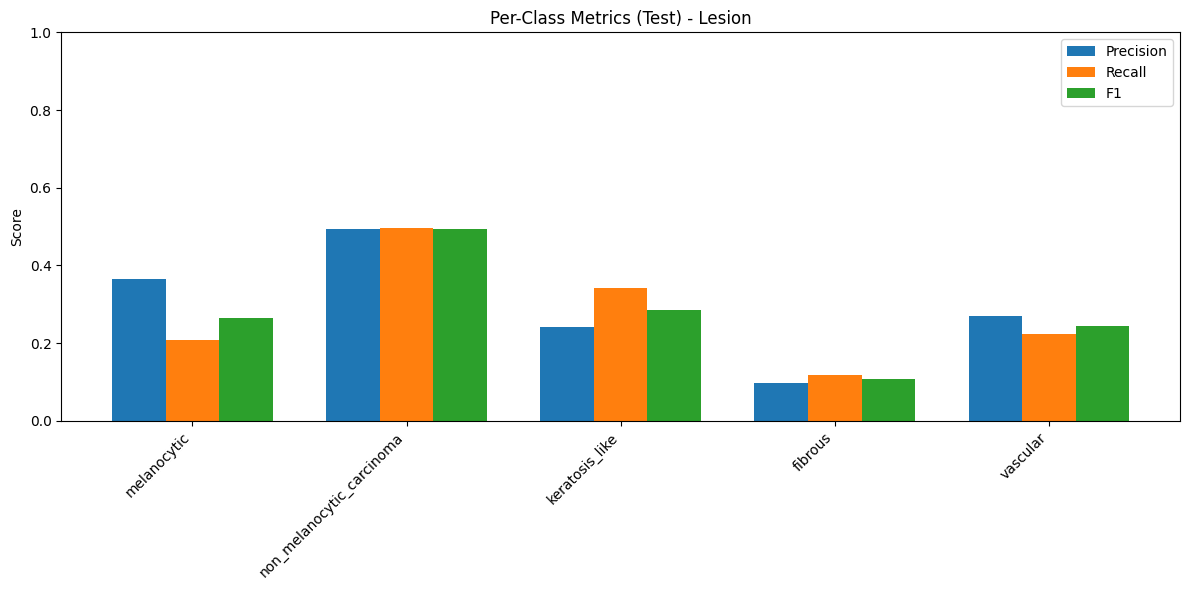 Per-Class Metrics (Test) - Lesion
1.0
0.8
0.6
0.4
0.2
0.0
Score
Precision
Recall
F1
melanocytic
non_melanocytic_carcinoma
keratosis_like
fibrous
vascular